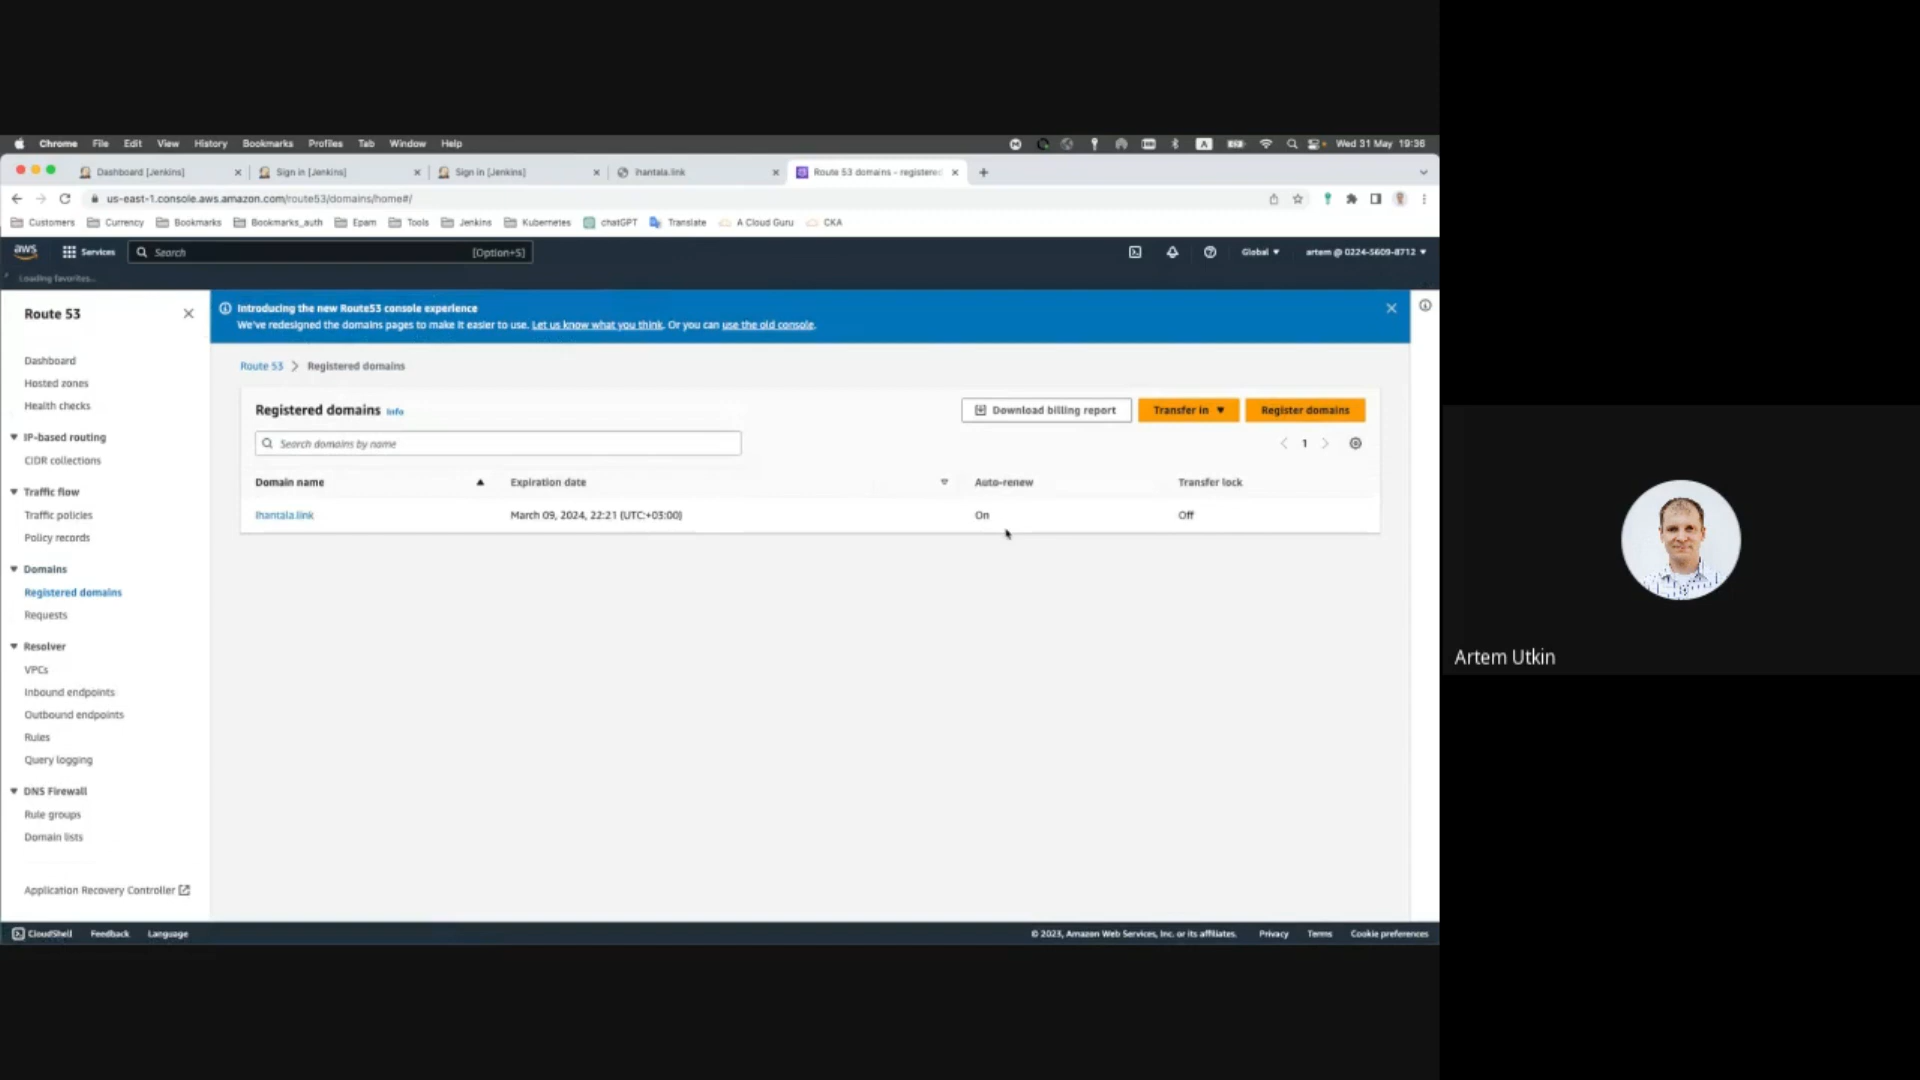 Chrome File Edit View History Bookmarks Profiles Tab Window Help
A
Wed 31 May 19:36
Dashboard [Jenkins]
Sign in [Jenkins]
Sign in [Jenkins]
lhantala.link
Route 53 domains - registered
us-east-1.console.aws.amazon.com/route53/domains/home#/
Customers Currency Bookmarks Bookmarks_auth Epam Tools Jenkins Kubernetes chatGPT Translate A Cloud Guru CKA
aws Services Search [Option+S] Global artem @ 0224-5609-8712
Loading favorites...
Route 53
Introducing the new Route53 console experience
We've redesigned the domains pages to make it easier to use. Let us know what you think. Or you can use the old console.
Dashboard
Hosted zones
Health checks
IP-based routing
CIDR collections
Traffic flow
Traffic policies
Policy records
Domains
Registered domains
Requests
Resolver
VPCs
Inbound endpoints
Outbound endpoints
Rules
Query logging
DNS Firewall
Rule groups
Domain lists
Application Recovery Controller
Route 53 > Registered domains
Registered domains Info
Download billing report Transfer in Register domains
Search domains by name
1
Domain name Expiration date Auto-renew Transfer lock
lhantala.link March 09, 2024, 22:21 (UTC+03:00) On Off
CloudShell Feedback Language
© 2023, Amazon Web Services, Inc. or its affiliates. Privacy Terms Cookie preferences
Artem Utkin